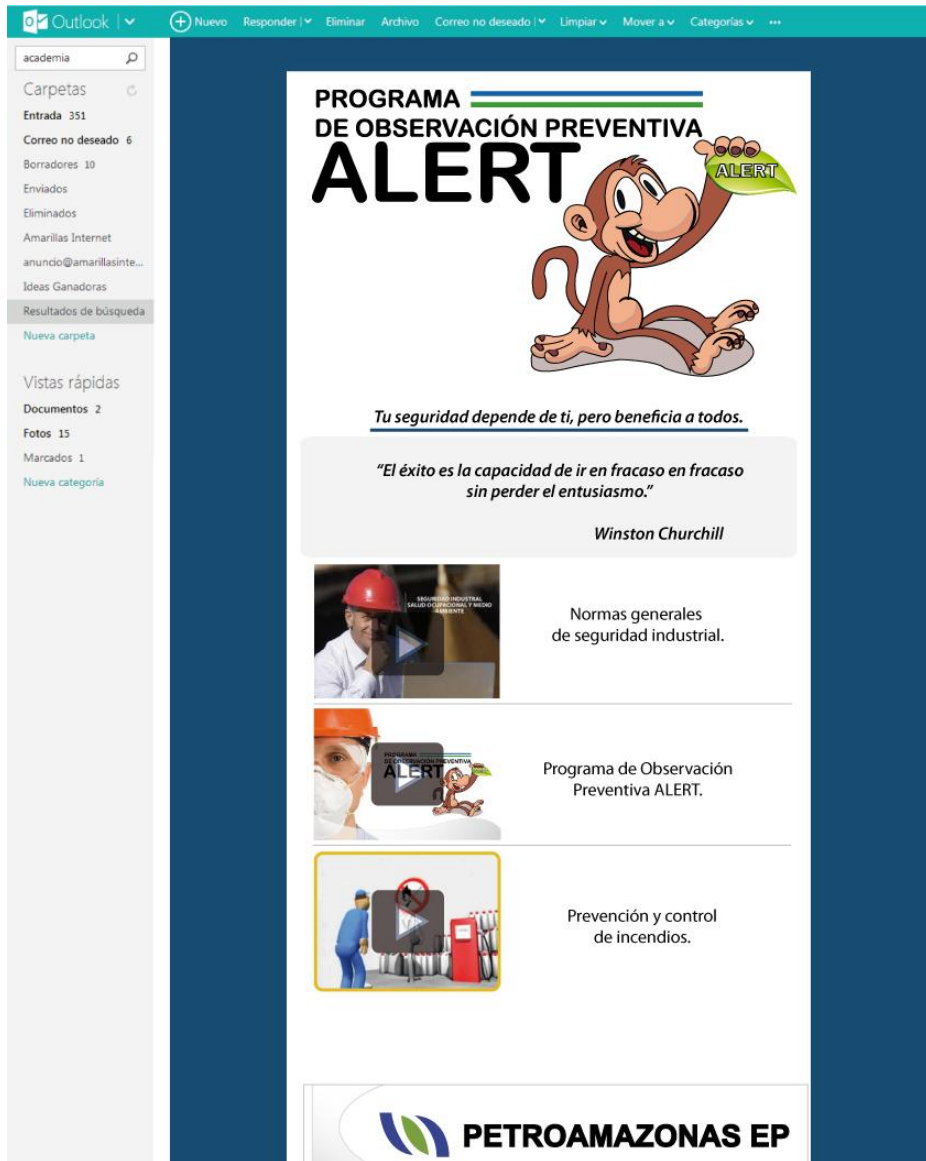 Outlook
Nuevo Responder Eliminar Archivo Correo no deseado Limpiar Mover a Categorías ...
academia
Carpetas
Entrada 351
Correo no deseado 6
Borradores 10
Enviados
Eliminados
Amarillas Internet
anuncio@amarillasinte...
Ideas Ganadoras
Resultados de búsqueda
Nueva carpeta
Vistas rápidas
Documentos 2
Fotos 15
Marcados 1
Nueva categoría
PROGRAMA
DE OBSERVACIÓN PREVENTIVA
ALERT
ALERT
Tu seguridad depende de ti, pero beneficia a todos.
"El éxito es la capacidad de ir en fracaso en fracaso
sin perder el entusiasmo."
Winston Churchill
SEGURIDAD INDUSTRIAL
SALUD OCUPACIONAL Y MEDIO
AMBIENTE
Normas generales
de seguridad industrial.
PROGRAMA
DE OBSERVACIÓN PREVENTIVA
ALERT
Programa de Observación
Preventiva ALERT.
Prevención y control
de incendios.
PETROAMAZONAS EP